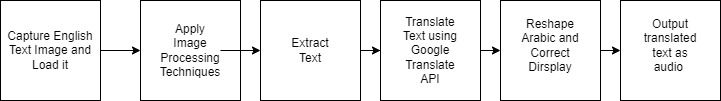 Capture English
Text Image and
Load it
Apply
Image
Processing
Techniques
Extract
Text
Translate
Text using
Google
Translate
API
Reshape
Arabic and
Correct
Dirsplay
Output
translated
text as
audio